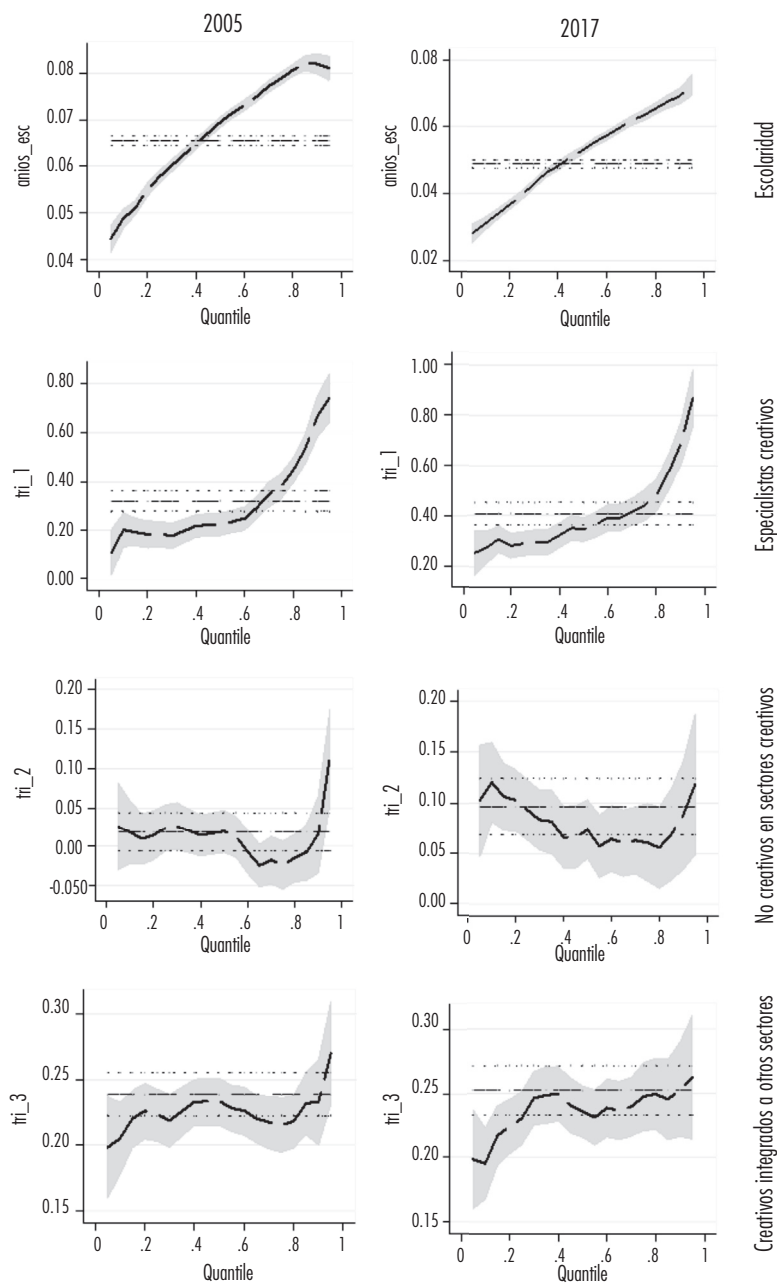 2005
2017
0.08
0.07
0.06
0.05
0.04
anios_esc
0 .2 .4 .6 .8 1
Quantile
0.08
0.06
0.04
0.02
anios_esc
0 .2 .4 .6 .8 1
Quantile
Escolaridad
0.80
0.60
0.40
0.20
0.00
tri_1
0 .2 .4 .6 .8 1
Quantile
1.00
0.80
0.60
0.40
0.20
tri_1
0 .2 .4 .6 .8 1
Quantile
Especialistas creativos
0.20
0.15
0.10
0.05
0.00
-0.050
tri_2
0 .2 .4 .6 .8 1
Quantile
0.20
0.15
0.10
0.05
0.00
tri_2
0 .2 .4 .6 .8 1
Quantile
No creativos en sectores creativos
0.30
0.25
0.20
0.15
tri_3
0 .2 .4 .6 .8 1
Quantile
0.30
0.25
0.20
0.15
tri_3
0 .2 .4 .6 .8 1
Quantile
Creativos integrados a otros sectores